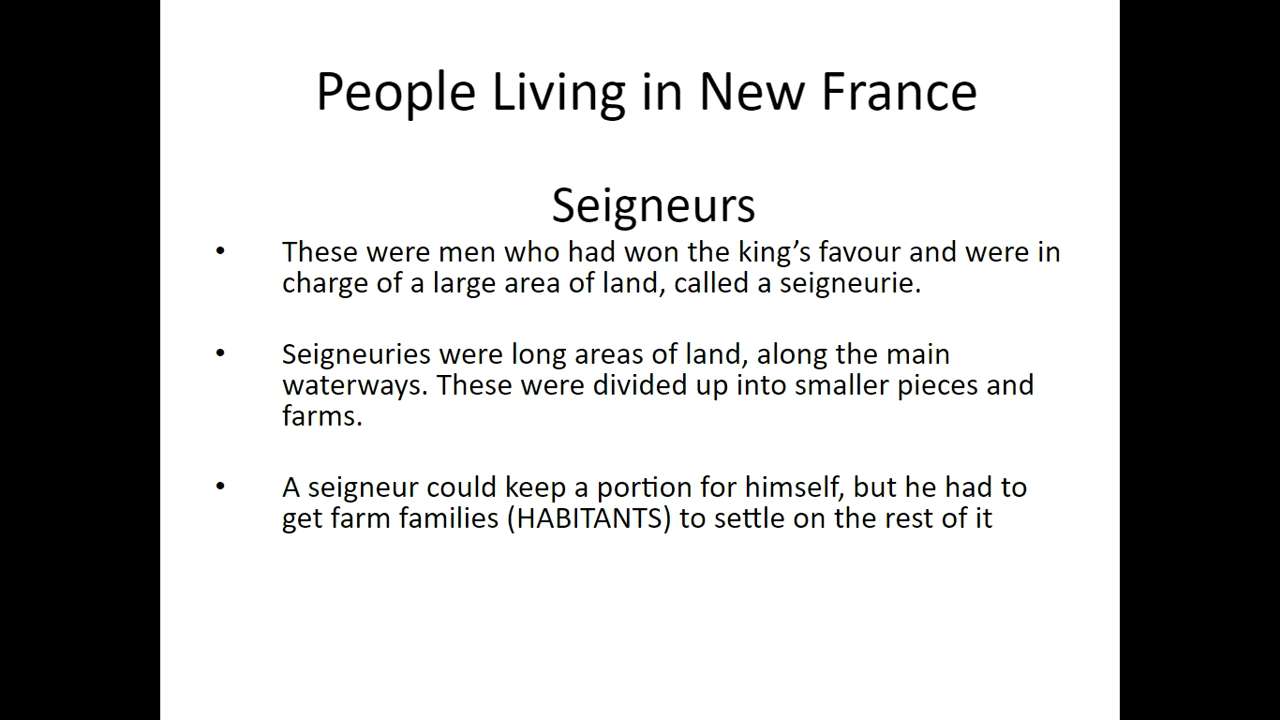 People Living in New France
Seigneurs
• These were men who had won the king’s favour and were in
charge of a large area of land, called a seigneurie.
• Seigneuries were long areas of land, along the main
waterways. These were divided up into smaller pieces and
farms.
• A seigneur could keep a portion for himself, but he had to
get farm families (HABITANTS) to settle on the rest of it